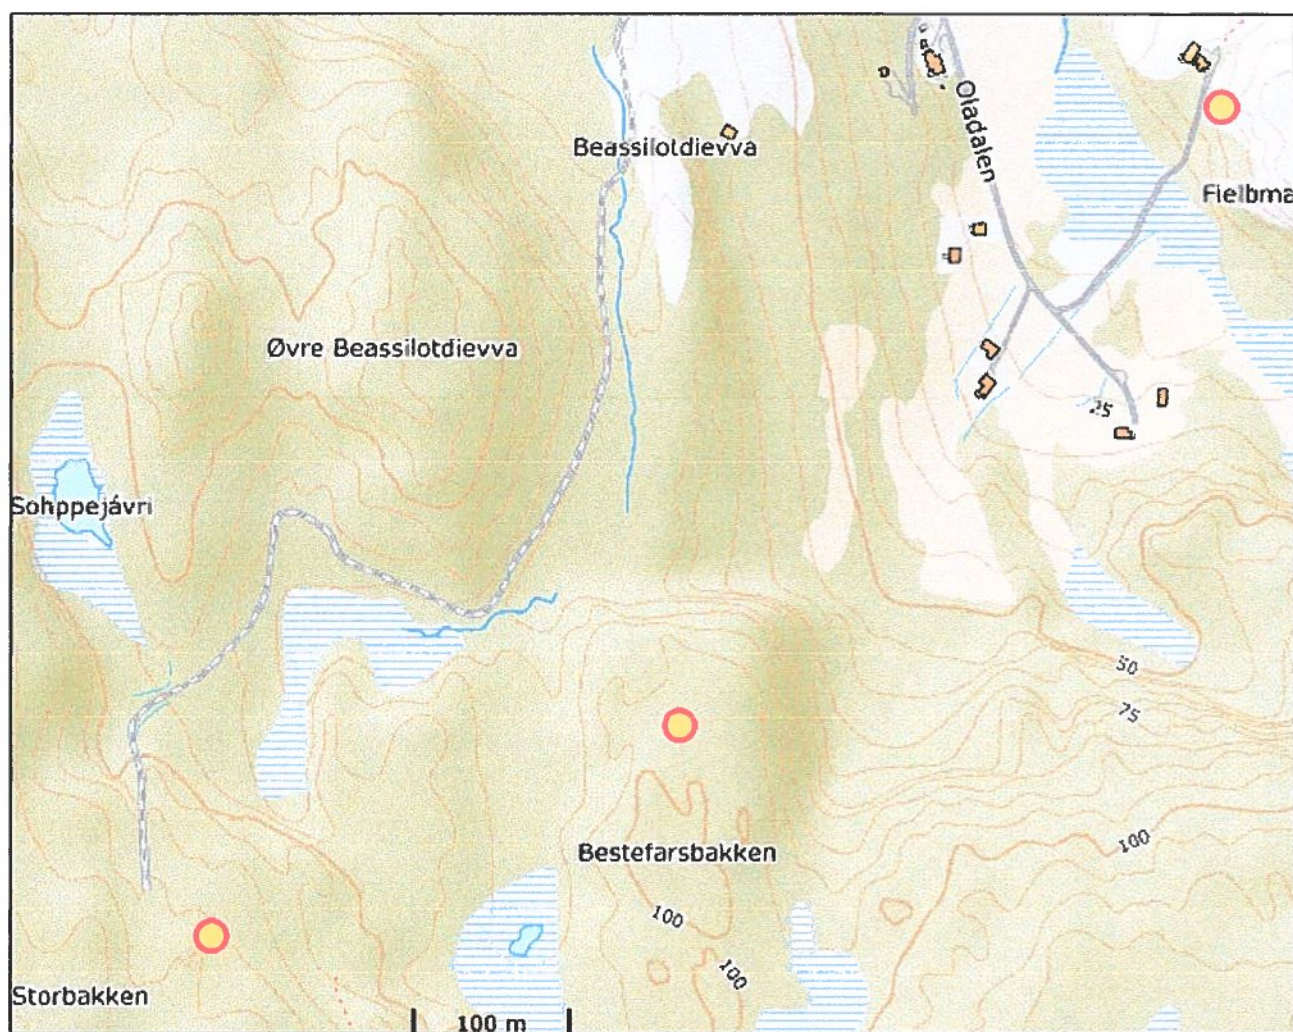 Oladalen
Beassilotdievva
Fielbma
Øvre Beassilotdievva
25
Sohppejávri
50
75
100
Bestefarsbakken
100
100
Storbakken
100 m